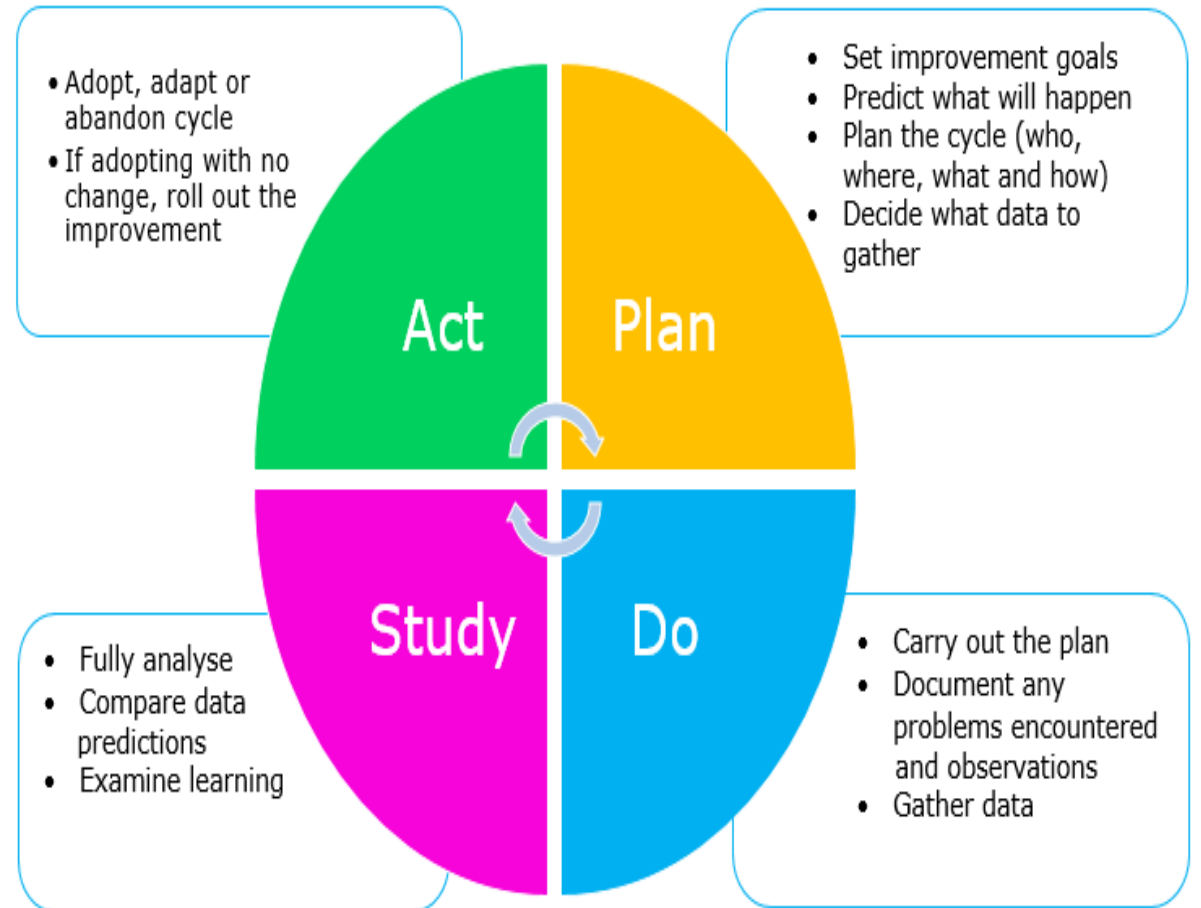 • Adopt, adapt or
abandon cycle
• If adopting with no
change, roll out the
improvement
• Set improvement goals
• Predict what will happen
• Plan the cycle (who,
where, what and how)
• Decide what data to
gather
Act
Plan
Study
Do
• Fully analyse
• Compare data
predictions
• Examine learning
• Carry out the plan
• Document any
problems encountered
and observations
• Gather data